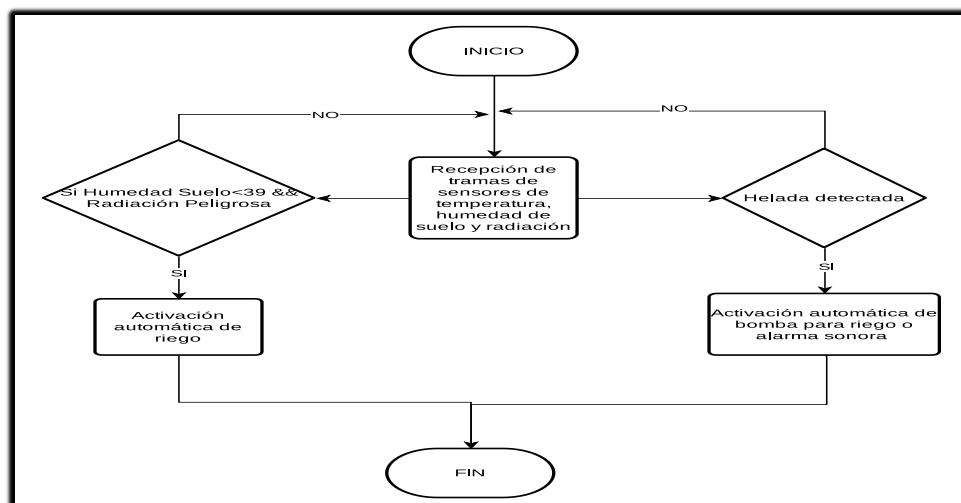 INICIO
NO
NO
Si Humedad Suelo<39 &&
Radiación Peligrosa
Recepción de
tramas de
sensores de
temperatura,
humedad de
suelo y radiación
Helada detectada
SI
SI
Activación
automática de
riego
Activación automática de
bomba para riego o
alarma sonora
FIN